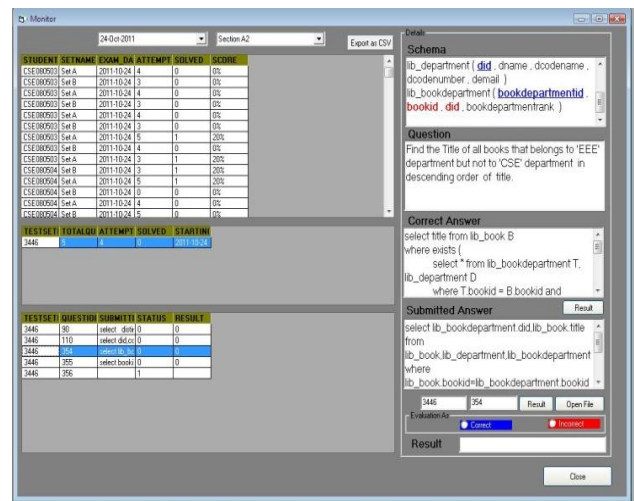 Monitor
24-Oct-2011 Section A2 Export as CSV
STUDENT SETNAME EXAM_DA ATTEMPT SOLVED SCORE
CSE080503 Set A 2011-10-24 4 0 0%
CSE080503 Set B 2011-10-24 3 0 0%
CSE080503 Set A 2011-10-24 4 0 0%
CSE080503 Set B 2011-10-24 3 0 0%
CSE080503 Set A 2011-10-24 4 0 0%
CSE080503 Set B 2011-10-24 3 0 0%
CSE080503 Set A 2011-10-24 5 1 20%
CSE080503 Set B 2011-10-24 4 0 0%
CSE080503 Set A 2011-10-24 3 1 20%
CSE080504 Set B 2011-10-24 3 1 20%
CSE080504 Set A 2011-10-24 5 1 20%
CSE080504 Set B 2011-10-24 0 0 0%
CSE080504 Set A 2011-10-24 4 0 0%
CSE080504 Set B 2011-10-24 4 0 0%
TESTSETI TOTALQU ATTEMPT SOLVED STARTING
3446 5 4 0 2011-10-24
TESTSETI QUESTION SUBMITTI STATUS RESULT
3446 90 select distir 0 0
3446 110 select did,cc 0 0
3446 354 select lib_bc 0 0
3446 355 select booki 0 0
3446 356 1
Details
Schema
lib_department ( did , dname , dcodename ,
dcodenumber , demail )
lib_bookdepartment ( bookdepartmentid ,
bookid , did , bookdepartmentrank )
Question
Find the Title of all books that belongs to 'EEE'
department but not to 'CSE' department in
descending order of title.
Correct Answer
select title from lib_book B
where exists (
select * from lib_bookdepartment T,
lib_department D
where T.bookid = B.bookid and
Result
Submitted Answer
select lib_bookdepartment.did,lib_book.title
from
lib_book,lib_department,lib_bookdepartment
where
lib_book.bookid=lib_bookdepartment.bookid
3446 354 Result Open File
Evaluation As
Correct Incorrect
Result
Close